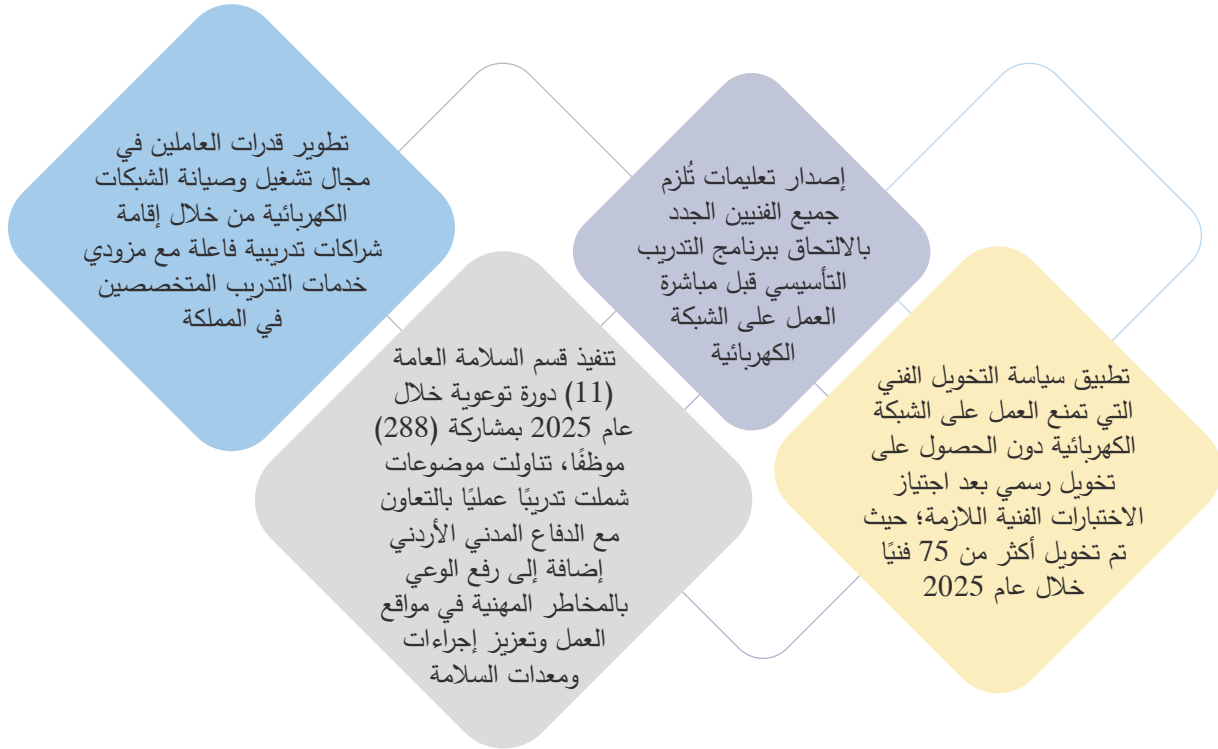 تطوير قدرات العاملين في
مجال تشغيل وصيانة الشبكات
الكهربائية من خلال إقامة
شراكات تدريبية فاعلة مع مزودي
خدمات التدريب المتخصصين
في المملكة
تنفيذ قسم السلامة العامة
(11) دورة توعوية خلال
عام 2025 بمشاركة (288)
موظفًا، تناولت موضوعات
شملت تدريبًا عمليًا بالتعاون
مع الدفاع المدني الأردني
إضافة إلى رفع الوعي
بالمخاطر المهنية في مواقع
العمل وتعزيز إجراءات
ومعدات السلامة
إصدار تعليمات تُلزم
جميع الفنيين الجدد
بالالتحاق ببرنامج التدريب
التأسيسي قبل مباشرة
العمل على الشبكة
الكهربائية
تطبيق سياسة التخويل الفني
التي تمنع العمل على الشبكة
الكهربائية دون الحصول على
تخويل رسمي بعد اجتياز
الاختبارات الفنية اللازمة؛ حيث
تم تخويل أكثر من 75 فنيًا
خلال عام 2025